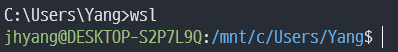 C:\Users\Yang>wsl
jhyang@DESKTOP-S2P7L9Q:/mnt/c/Users/Yang$